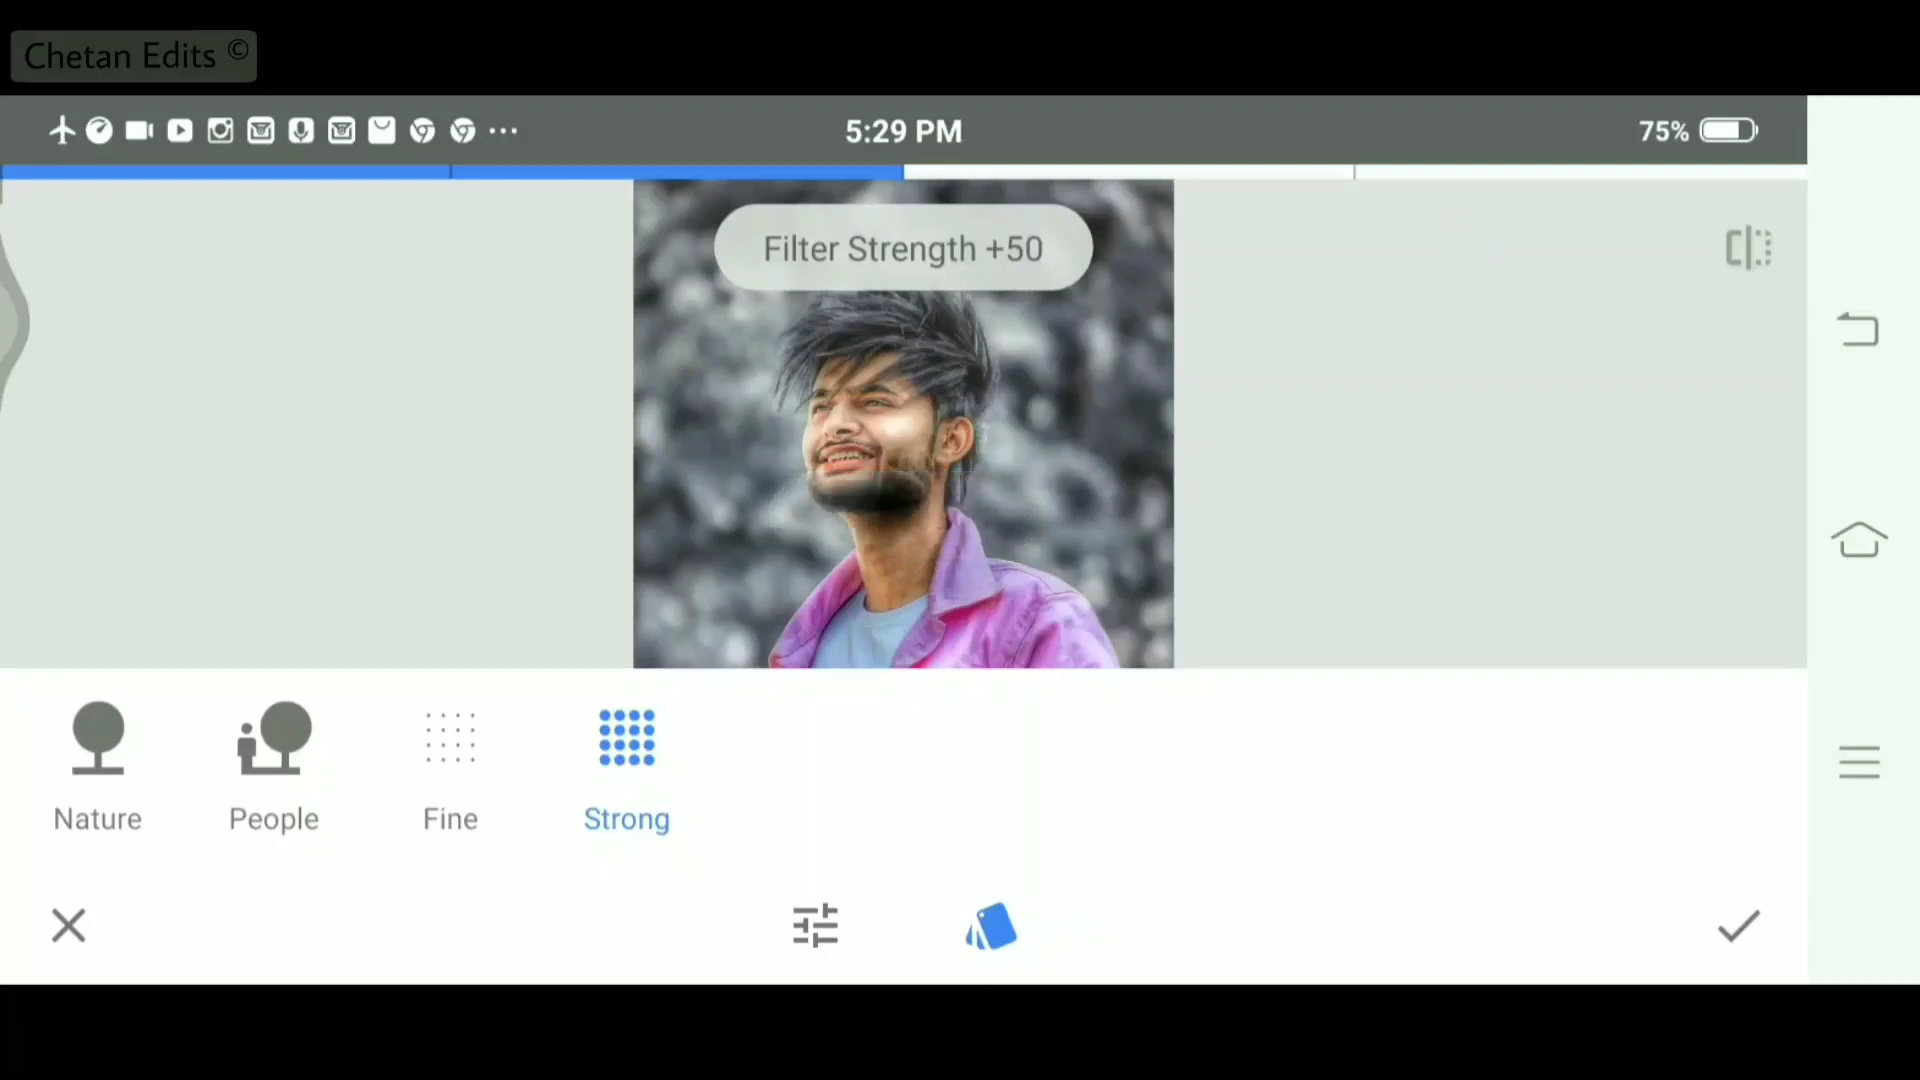 Chetan Edits ©
5:29 PM
75%
Filter Strength +50
Nature
People
Fine
Strong